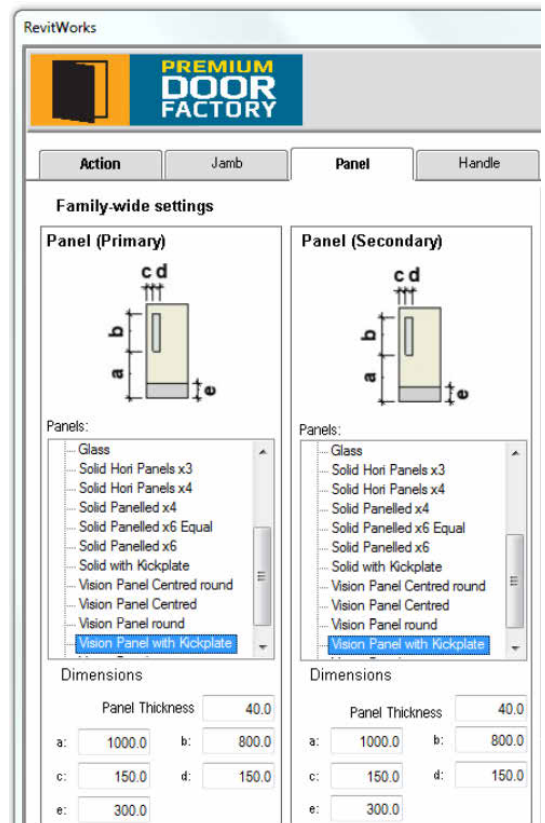 RevitWorks
PREMIUM
DOOR
FACTORY
Action
Jamb
Panel
Handle
Family-wide settings
Panel (Primary)
c d
b
a
e
Panels:
Glass
Solid Hori Panels x3
Solid Hori Panels x4
Solid Panelled x4
Solid Panelled x6 Equal
Solid Panelled x6
Solid with Kickplate
Vision Panel Centred round
Vision Panel Centred
Vision Panel round
Vision Panel with Kickplate
Dimensions
Panel Thickness 40.0
a: 1000.0 b: 800.0
c: 150.0 d: 150.0
e: 300.0
Panel (Secondary)
c d
b
a
e
Panels:
Glass
Solid Hori Panels x3
Solid Hori Panels x4
Solid Panelled x4
Solid Panelled x6 Equal
Solid Panelled x6
Solid with Kickplate
Vision Panel Centred round
Vision Panel Centred
Vision Panel round
Vision Panel with Kickplate
Dimensions
Panel Thickness 40.0
a: 1000.0 b: 800.0
c: 150.0 d: 150.0
e: 300.0